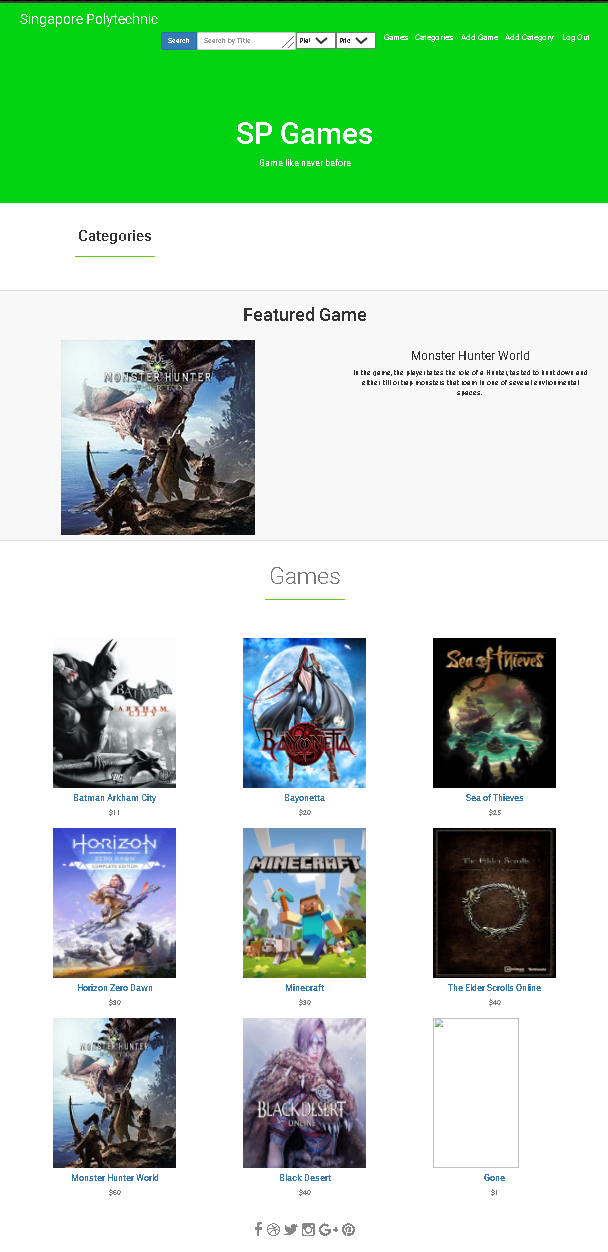 Singapore Polytechnic
Search
Search by Title
Games
Categories
Add Game
Add Category
Log Out
SP Games
Game like never before
Categories
Featured Game
MONSTER HUNTER
WORLD
Monster Hunter World
In the game, the player takes the role of a Hunter, tasked to hunt down and
either kill or trap monsters that roam in one of several environmental
spaces.
Games
BATMAN
ARKHAM
CITY
BAYONETTA
Sea of Thieves
Batman Arkham City
Bayonetta
Sea of Thieves
$11
$20
$25
HORIZON
ZERO DAWN
COMPLETE EDITION
MINECRAFT
The Elder Scrolls
Horizon Zero Dawn
Minecraft
The Elder Scrolls Online
$30
$30
$40
MONSTER HUNTER
BLACK DESERT
ONLINE
Monster Hunter World
Black Desert
Gone
$60
$40
$1